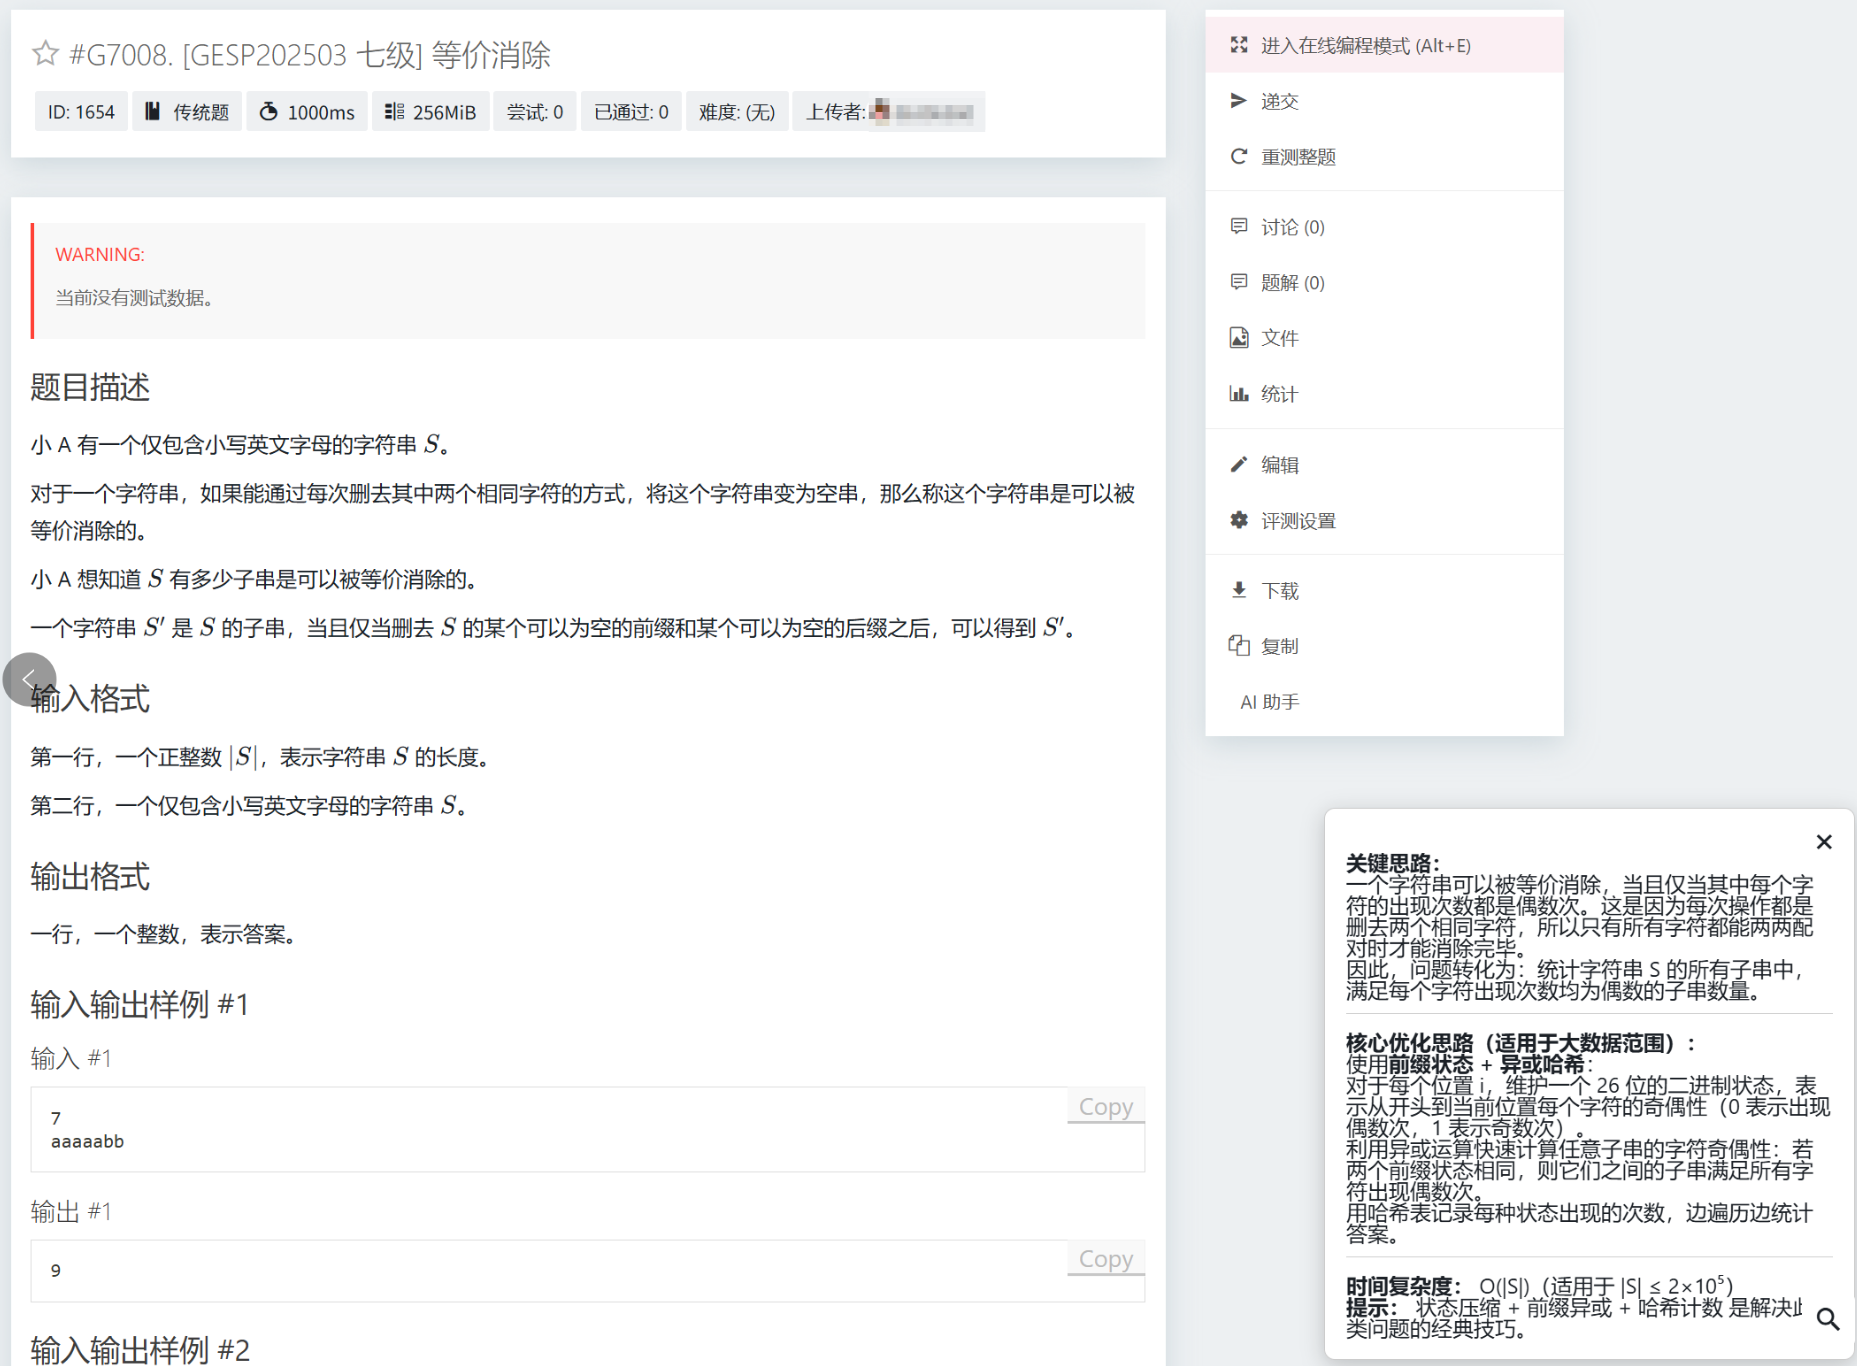 #G7008. [GESP202503 七级] 等价消除
ID: 1654
传统题
1000ms
256MiB
尝试: 0
已通过: 0
难度: (无)
上传者:
WARNING:
当前没有测试数据。
题目描述
小 A 有一个仅包含小写英文字母的字符串 S。
对于一个字符串，如果能通过每次删去其中两个相同字符的方式，将这个字符串变为空串，那么称这个字符串是可以被
等价消除的。
小 A 想知道 S 有多少子串是可以被等价消除的。
一个字符串 S′ 是 S 的子串，当且仅当删去 S 的某个可以为空的前缀和某个可以为空的后缀之后，可以得到 S′。
输入格式
第一行，一个正整数 |S|，表示字符串 S 的长度。
第二行，一个仅包含小写英文字母的字符串 S。
输出格式
一行，一个整数，表示答案。
输入输出样例 #1
输入 #1
Copy
7
aaaaabb
输出 #1
Copy
9
输入输出样例 #2
进入在线编程模式 (Alt+E)
递交
重测整题
讨论 (0)
题解 (0)
文件
统计
编辑
评测设置
下载
复制
AI 助手
关键思路：
一个字符串可以被等价消除，当且仅当其中每个字
符的出现次数都是偶数次。这是因为每次操作都是
删去两个相同字符，所以只有所有字符都能两两配
对时才能消除完毕。
因此，问题转化为：统计字符串 S 的所有子串中，
满足每个字符出现次数均为偶数的子串数量。
核心优化思路（适用于大数据范围）：
使用前缀状态 + 异或哈希：
对于每个位置 i，维护一个 26 位的二进制状态，表
示从开头到当前位置每个字符的奇偶性（0 表示出现
偶数次，1 表示奇数次）。
利用异或运算快速计算任意子串的字符奇偶性：若
两个前缀状态相同，则它们之间的子串满足所有字
符出现偶数次。
用哈希表记录每种状态出现的次数，边遍历边统计
答案。
时间复杂度： O(|S|)（适用于 |S| ≤ 2×10⁵）
提示： 状态压缩 + 前缀异或 + 哈希计数 是解决此
类问题的经典技巧。